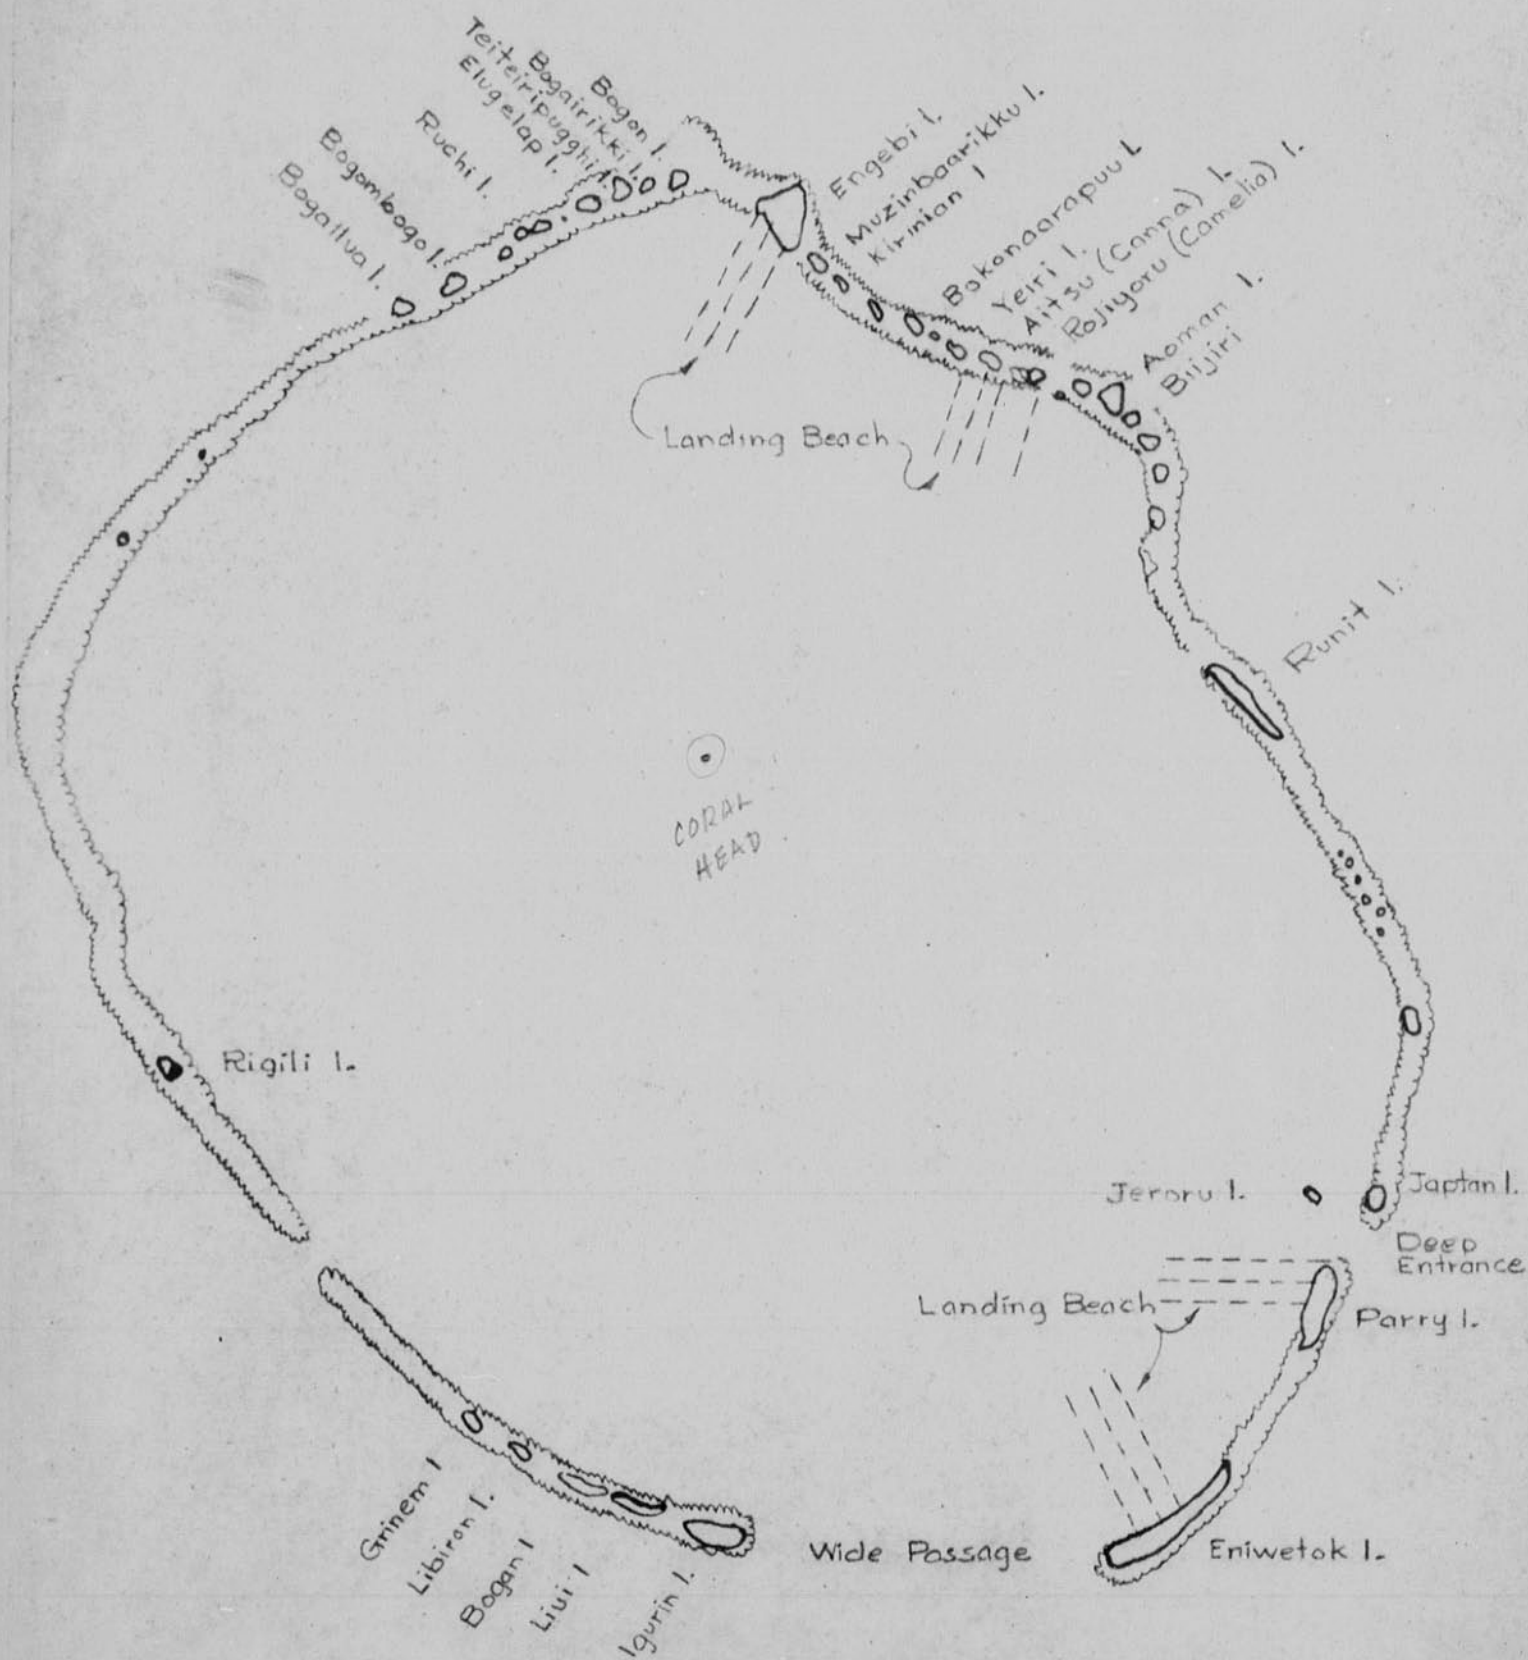 Teiteiripugghi I.
Elugelap I.
Bogairikki I.
Bogon I.
Ruchi I.
Bogombogo I.
Bogallua I.
Engebi I.
Muzinbaarikku I.
Kirinian I
Bokonaarapuu I.
Yeiri I.
Aitsu (Canna) I.
Rojiyoru (Camelia) I.
Aoman I.
Biijiri
Landing Beach
Runit I.
CORAL
HEAD
Rigili I.
Jeroru I.
Japtan I.
Deep
Entrance
Landing Beach
Parry I.
Grinem I
Libiron I.
Bogan I
Liui I
Igurin I.
Wide Passage
Eniwetok I.